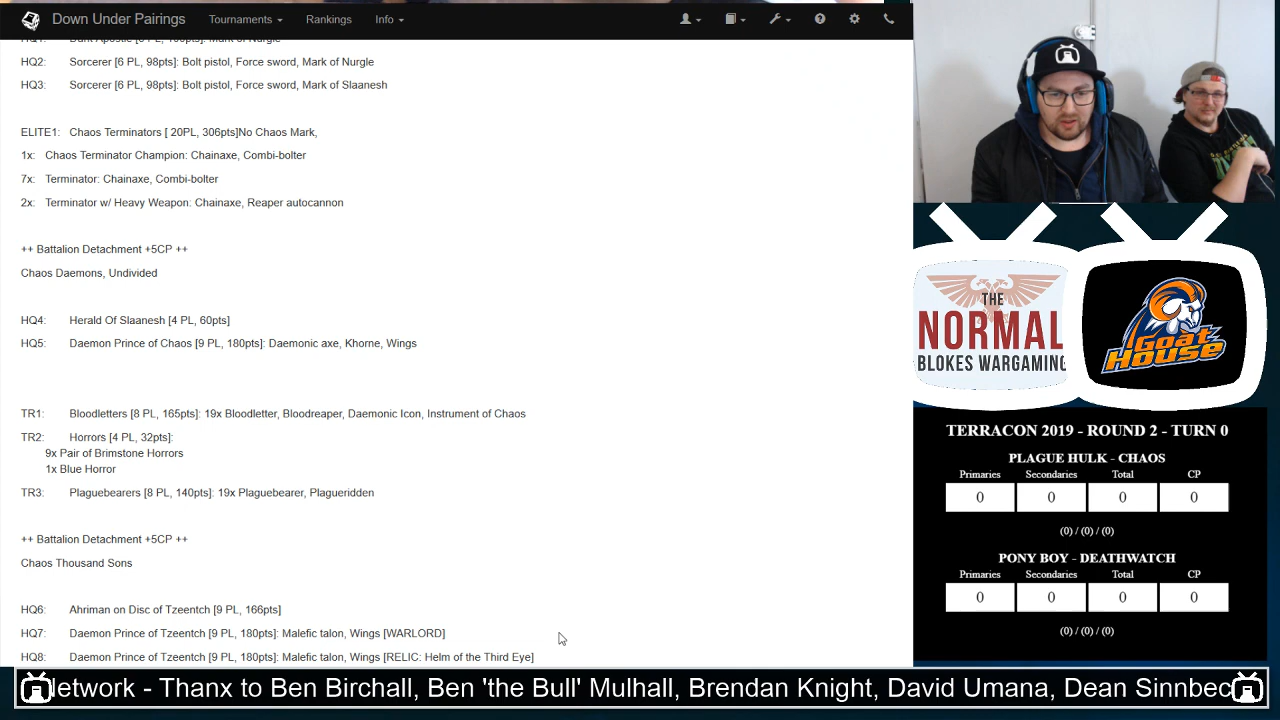 Down Under Pairings Tournaments Rankings Info
HQ1: Dark Apostle Mark of Nurgle
HQ2: Sorcerer [6 PL, 98pts]: Bolt pistol, Force sword, Mark of Nurgle
HQ3: Sorcerer [6 PL, 98pts]: Bolt pistol, Force sword, Mark of Slaanesh
ELITE1: Chaos Terminators [ 20PL, 306pts]No Chaos Mark,
1x: Chaos Terminator Champion: Chainaxe, Combi-bolter
7x: Terminator: Chainaxe, Combi-bolter
2x: Terminator w/ Heavy Weapon: Chainaxe, Reaper autocannon
++ Battalion Detachment +5CP ++
Chaos Daemons, Undivided
HQ4: Herald Of Slaanesh [4 PL, 60pts]
HQ5: Daemon Prince of Chaos [9 PL, 180pts]: Daemonic axe, Khorne, Wings
TR1: Bloodletters [8 PL, 165pts]: 19x Bloodletter, Bloodreaper, Daemonic Icon, Instrument of Chaos
TR2: Horrors [4 PL, 32pts]:
9x Pair of Brimstone Horrors
1x Blue Horror
TR3: Plaguebearers [8 PL, 140pts]: 19x Plaguebearer, Plagueridden
++ Battalion Detachment +5CP ++
Chaos Thousand Sons
HQ6: Ahriman on Disc of Tzeentch [9 PL, 166pts]
HQ7: Daemon Prince of Tzeentch [9 PL, 180pts]: Malefic talon, Wings [WARLORD]
HQ8: Daemon Prince of Tzeentch [9 PL, 180pts]: Malefic talon, Wings [RELIC: Helm of the Third Eye]
THE
NORMAL
BLOKES WARGAMING
Goat
House
TERRACON 2019 - ROUND 2 - TURN 0
PLAGUE HULK - CHAOS
Primaries Secondaries Total CP
0 0 0 0
(0) / (0) / (0)
PONY BOY - DEATHWATCH
Primaries Secondaries Total CP
0 0 0 0
(0) / (0) / (0)
etwork - Thanx to Ben Birchall, Ben 'the Bull' Mulhall, Brendan Knight, David Umana, Dean Sinnbec